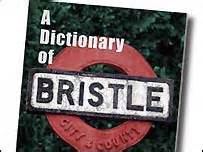 A
Dictionary
of
BRISTLE
CITY & COUNTY